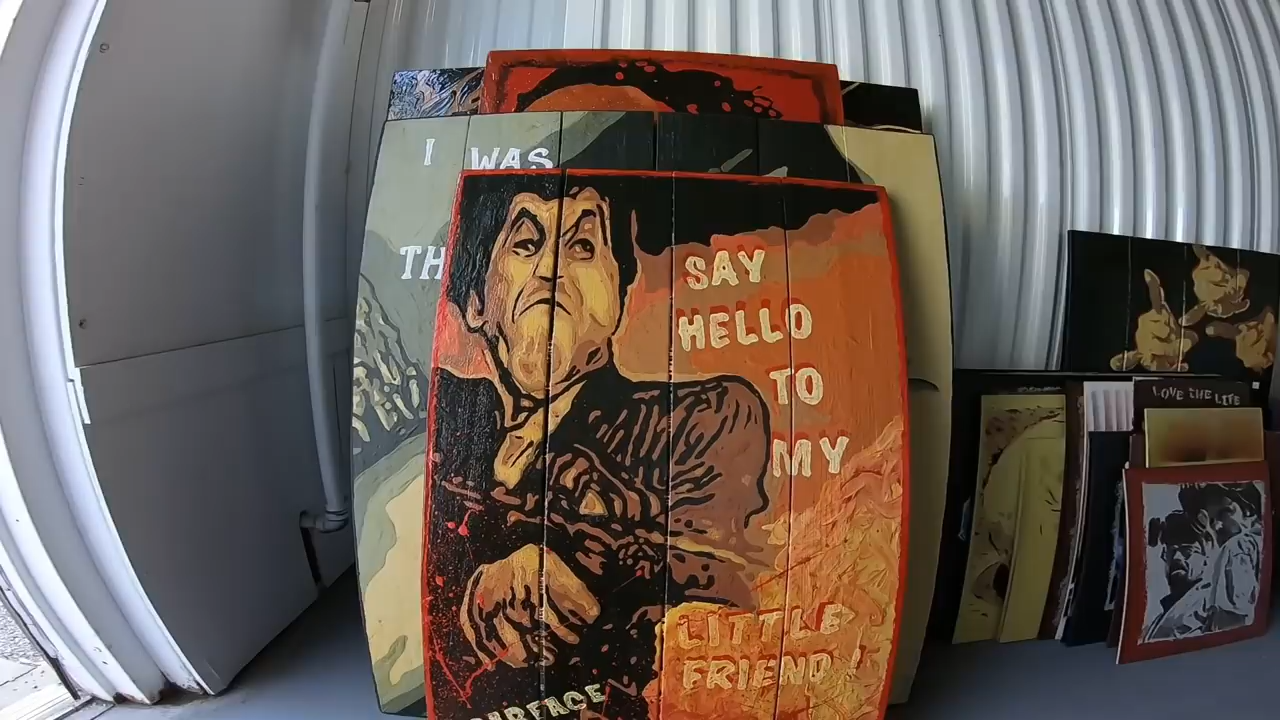 I WAS
TH
SAY
HELLO
TO
MY
LITTLE
FRIEND!
LOVE THE LIFE